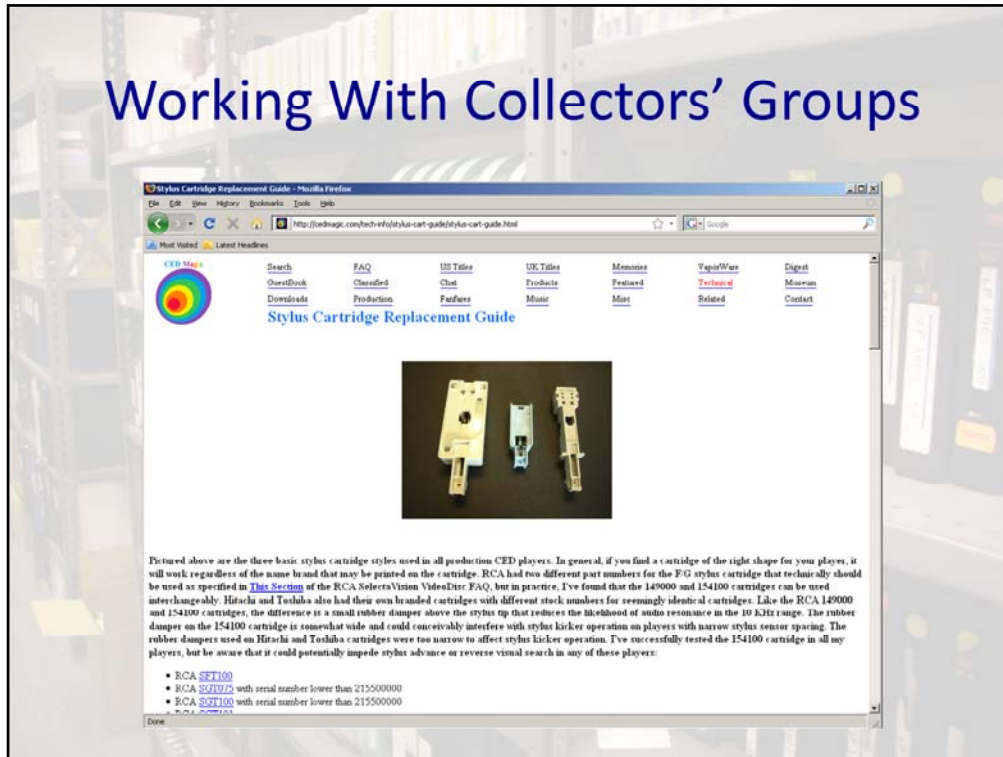 Working With Collectors' Groups
Stylus Cartridge Replacement Guide - Mozilla Firefox
File Edit View History Bookmarks Tools Help
http://cedmagic.com/tech-info/stylus-cart-guide/stylus-cart-guide.html
Google
Most Visited Latest Headlines
CED Magic
Search FAQ US Titles UK Titles Memories VaporWare Digest
GuestBook Classified Chat Products Featured Technical Museum
Downloads Production Fanfares Music Misc Related Contact
Stylus Cartridge Replacement Guide
Pictured above are the three basic stylus cartridge styles used in all production CED players. In general, if you find a cartridge of the right shape for your player, it
will work regardless of the name brand that may be printed on the cartridge. RCA had two different part numbers for the F/G stylus cartridge that technically should
be used as specified in This Section of the RCA SelectaVision VideoDisc FAQ, but in practice, I've found that the 149000 and 154100 cartridges can be used
interchangeably. Hitachi and Toshiba also had their own branded cartridges with different stock numbers for seemingly identical cartridges. Like the RCA 149000
and 154100 cartridges, the difference is a small rubber damper above the stylus tip that reduces the likelihood of audio resonance in the 10 KHz range. The rubber
damper on the 154100 cartridge is somewhat wide and could conceivably interfere with stylus kicker operation on players with narrow stylus sensor spacing. The
rubber dampers used on Hitachi and Toshiba cartridges were too narrow to affect stylus kicker operation. I've successfully tested the 154100 cartridge in all my
players, but be aware that it could potentially impede stylus advance or reverse visual search in any of these players:
• RCA SFT100
• RCA SGT075 with serial number lower than 215500000
• RCA SGT100 with serial number lower than 215500000
Done